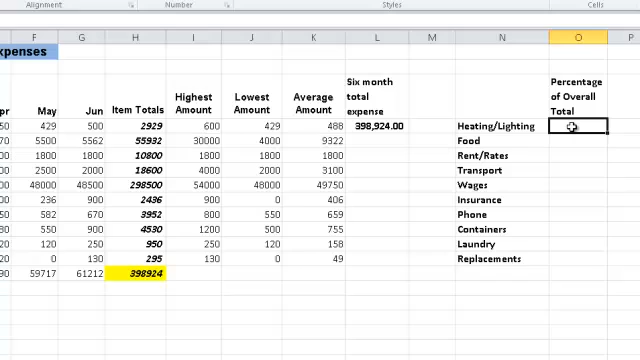 Alignment Number Styles Cells
F G H I J K L M N O P
xpenses
Six month total expense Percentage of Overall Total
pr May Jun Item Totals Highest Amount Lowest Amount Average Amount
50 429 500 2929 600 429 488 398,924.00 Heating/Lighting
70 5500 5562 55932 30000 4000 9322 Food
00 1800 1800 10800 1800 1800 1800 Rent/Rates
00 2500 2500 18600 4000 2000 3100 Transport
00 48000 48500 298500 54000 48000 49750 Wages
00 236 900 2436 900 0 406 Insurance
50 582 670 3952 800 550 659 Phone
80 550 900 4530 1200 500 755 Containers
20 120 250 950 250 120 158 Laundry
20 0 130 295 130 0 49 Replacements
90 59717 61212 398924